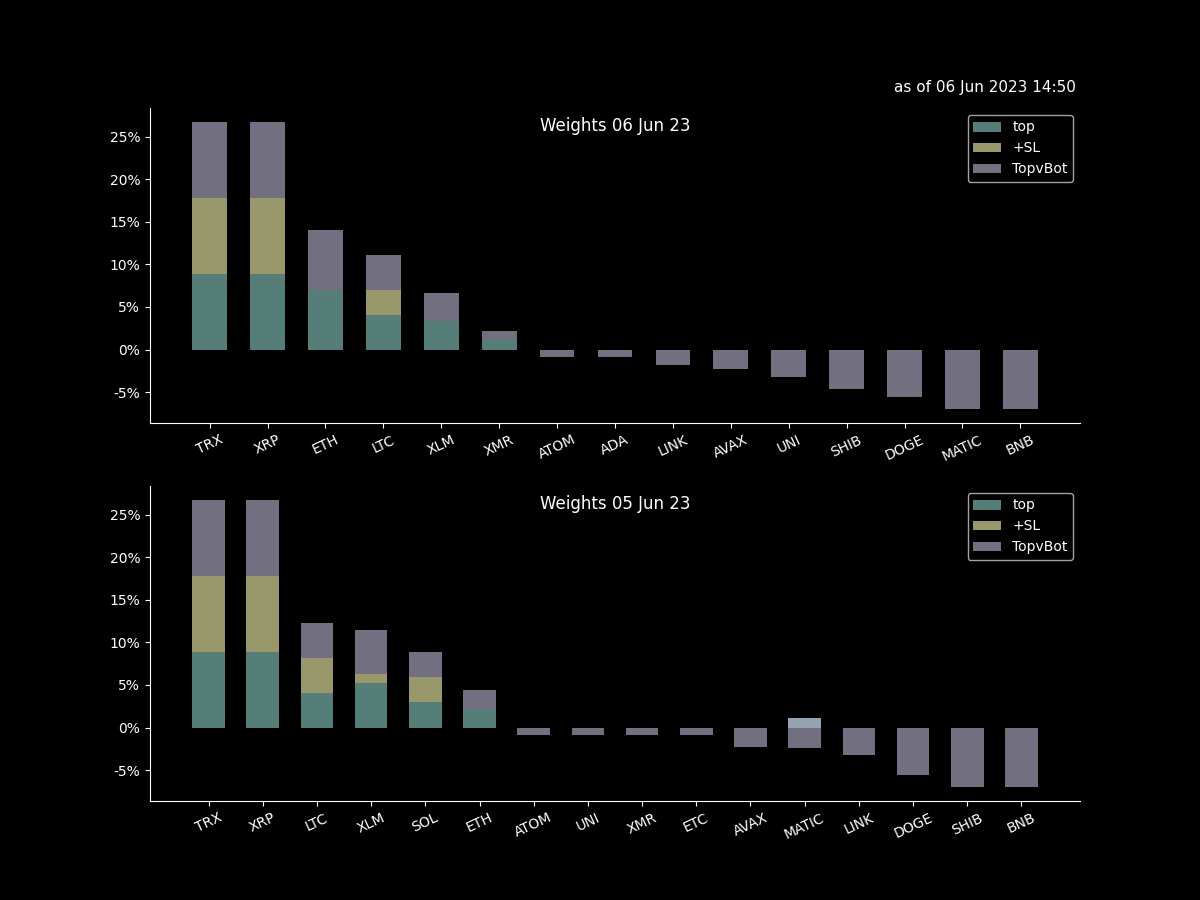 as of 06 Jun 2023 14:50
Weights 06 Jun 23
top
+SL
TopvBot
25%
20%
15%
10%
5%
0%
-5%
TRX XRP ETH LTC XLM XMR ATOM ADA LINK AVAX UNI SHIB DOGE MATIC BNB
Weights 05 Jun 23
top
+SL
TopvBot
25%
20%
15%
10%
5%
0%
-5%
TRX XRP LTC XLM SOL ETH ATOM UNI XMR ETC AVAX MATIC LINK DOGE SHIB BNB